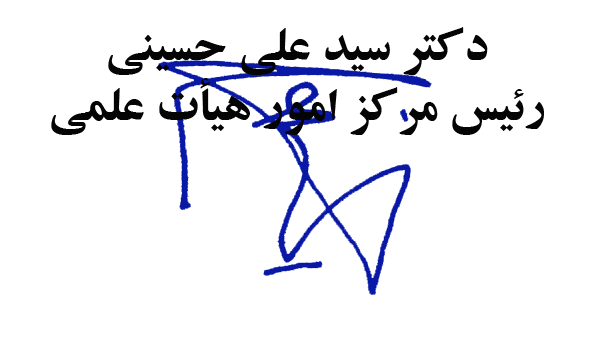 دکتر سید علی حسینی
رئیس مرکز امور هیأت علمی